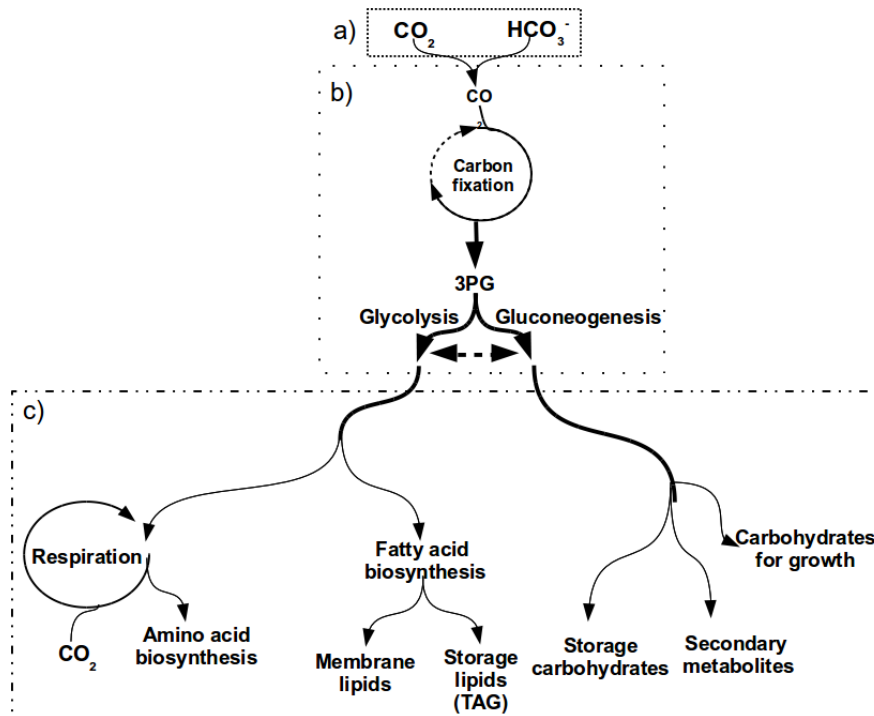 a)
CO2
HCO3-
b)
CO
2
Carbon
fixation
3PG
Glycolysis
Gluconeogenesis
c)
Respiration
CO2
Amino acid
biosynthesis
Fatty acid
biosynthesis
Membrane
lipids
Storage
lipids
(TAG)
Storage
carbohydrates
Secondary
metabolites
Carbohydrates
for growth